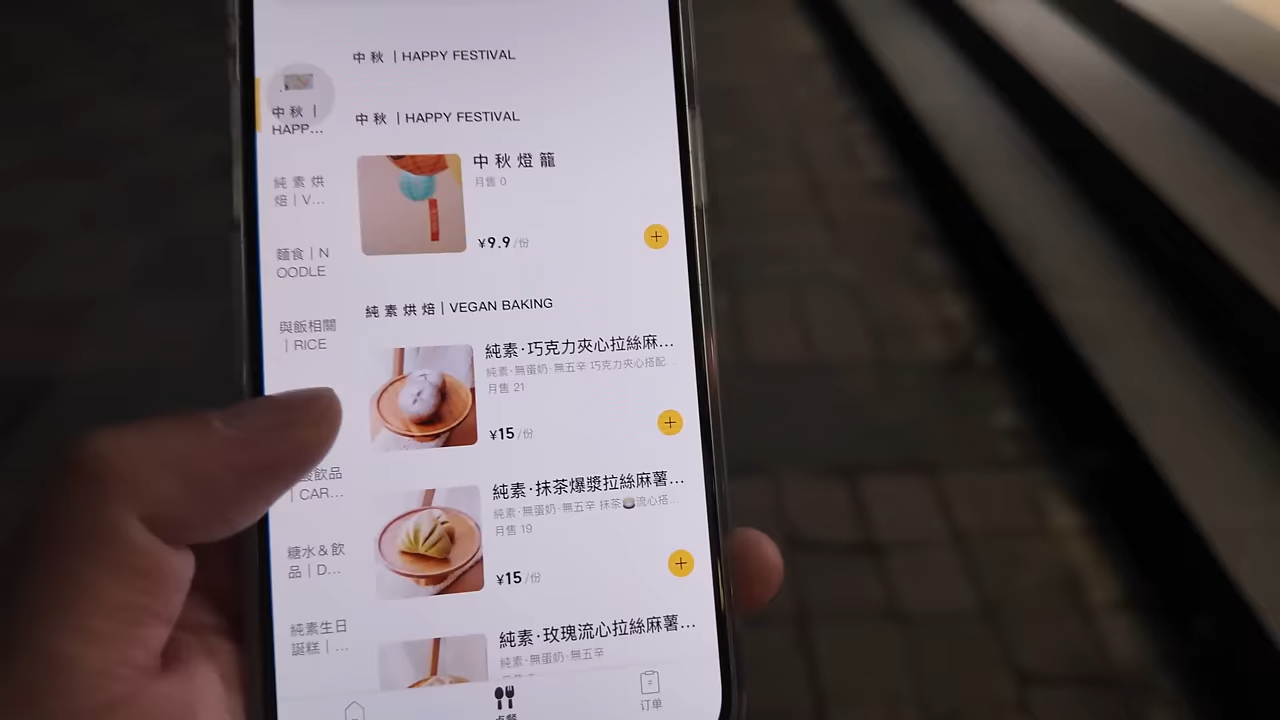 中秋 | HAPPY FESTIVAL
中秋 |
HAPP...
純素烘
焙 | V...
麵食 | N
OODLE
與飯相關
| RICE
飲品
| CAR...
糖水&飲
品 | D...
純素生日
誕糕 | ...
中秋 | HAPPY FESTIVAL
中秋燈籠
月售 0
¥9.9/份
純素烘焙 | VEGAN BAKING
純素·巧克力夾心拉絲麻...
純素·無蛋奶·無五辛 巧克力夾心搭配...
月售 21
¥15/份
純素·抹茶爆漿拉絲麻薯...
純素·無蛋奶·無五辛 抹茶🍵流心搭...
月售 19
¥15/份
純素·玫瑰流心拉絲麻薯...
純素·無蛋奶·無五辛
订单